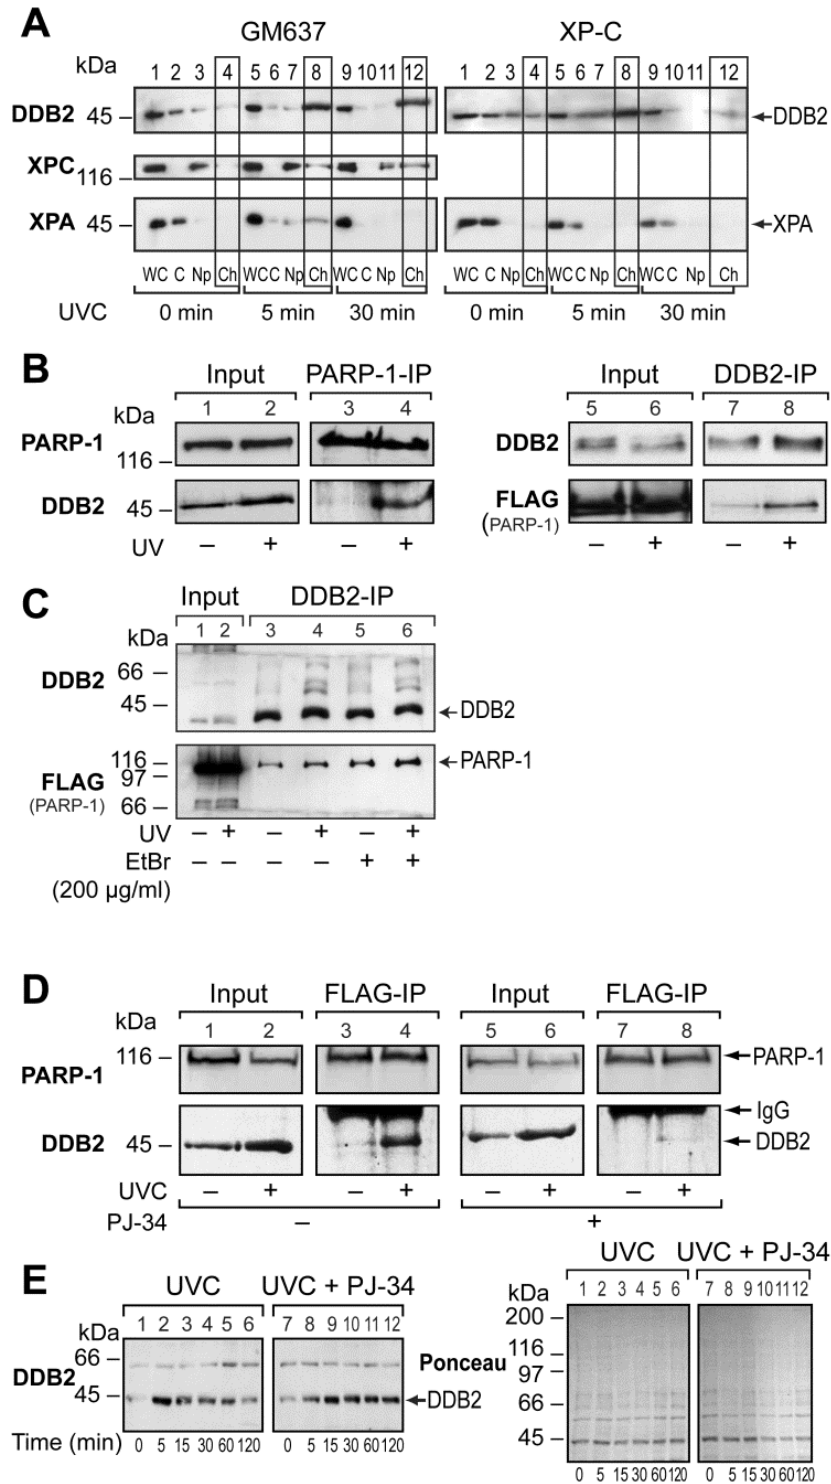 A
GM637 XP-C
kDa 1 2 3 4 5 6 7 8 9 10 11 12 1 2 3 4 5 6 7 8 9 10 11 12
DDB2 45 DDB2
XPC
116
XPA 45 XPA
WC C Np Ch WC C Np Ch WC C Np Ch WC C Np Ch WC C Np Ch WC C Np Ch
UVC 0 min 5 min 30 min 0 min 5 min 30 min
B
Input PARP-1-IP Input DDB2-IP
kDa 1 2 3 4 5 6 7 8
PARP-1 116 DDB2
DDB2 45 FLAG
(PARP-1)
UV – + – + – + – +
C
Input DDB2-IP
kDa 1 2 3 4 5 6
DDB2 66
45 DDB2
FLAG 116 PARP-1
97
(PARP-1) 66
UV – + – + – +
EtBr – – – – + +
(200 µg/ml)
D
Input FLAG-IP Input FLAG-IP
kDa 1 2 3 4 5 6 7 8
PARP-1 116 PARP-1
IgG
DDB2 45 DDB2
UVC – + – + – + – +
PJ-34 – +
E
UVC UVC + PJ-34
kDa 1 2 3 4 5 6 7 8 9 10 11 12
66
DDB2 45 DDB2
Time (min) 0 5 15 30 60 120 0 5 15 30 60 120
UVC UVC + PJ-34
kDa 1 2 3 4 5 6 7 8 9 10 11 12
200
116
Ponceau 97
66
45
0 5 15 30 60 120 0 5 15 30 60 120